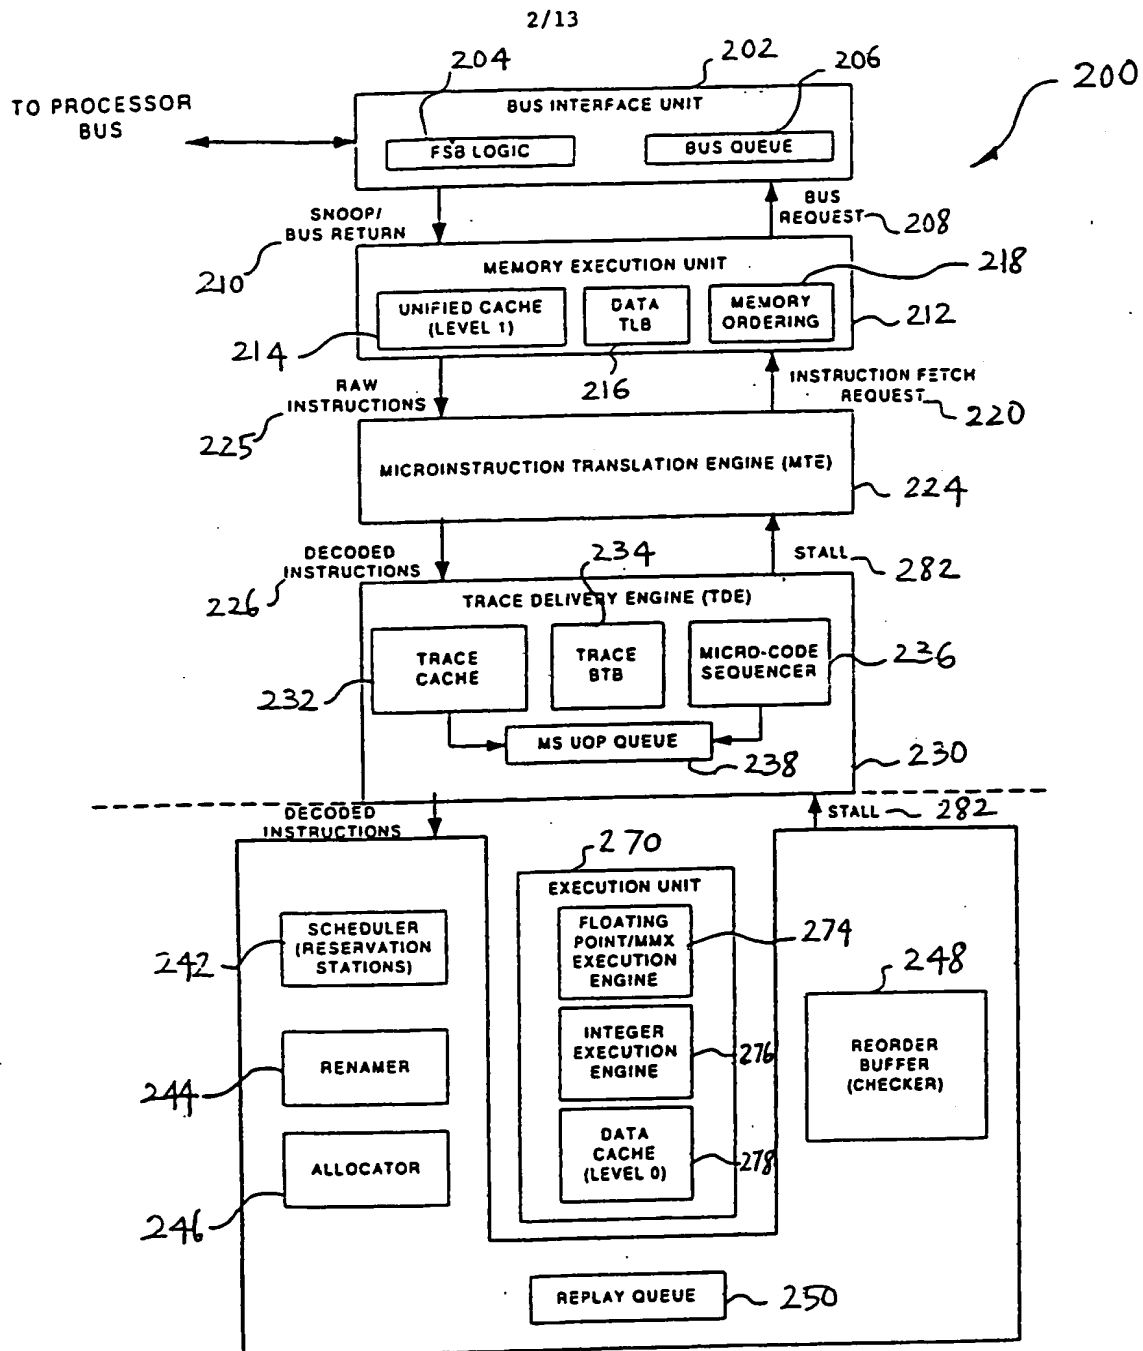 2/13
204
202
206
200
TO PROCESSOR
BUS
BUS INTERFACE UNIT
FSB LOGIC
BUS QUEUE
SNOOP/
BUS RETURN
210
BUS
REQUEST
208
MEMORY EXECUTION UNIT
218
UNIFIED CACHE
(LEVEL 1)
DATA
TLB
MEMORY
ORDERING
212
214
216
RAW
INSTRUCTIONS
225
INSTRUCTION FETCH
REQUEST
220
MICROINSTRUCTION TRANSLATION ENGINE (MTE)
224
DECODED
INSTRUCTIONS
226
234
STALL
282
TRACE DELIVERY ENGINE (TDE)
TRACE
CACHE
TRACE
BTB
MICRO-CODE
SEQUENCER
236
232
MS UOP QUEUE
238
230
DECODED
INSTRUCTIONS
STALL
282
270
EXECUTION UNIT
SCHEDULER
(RESERVATION
STATIONS)
242
FLOATING
POINT/MMX
EXECUTION
ENGINE
274
248
RENAMER
244
INTEGER
EXECUTION
ENGINE
276
REORDER
BUFFER
(CHECKER)
ALLOCATOR
246
DATA
CACHE
(LEVEL 0)
278
REPLAY QUEUE
250